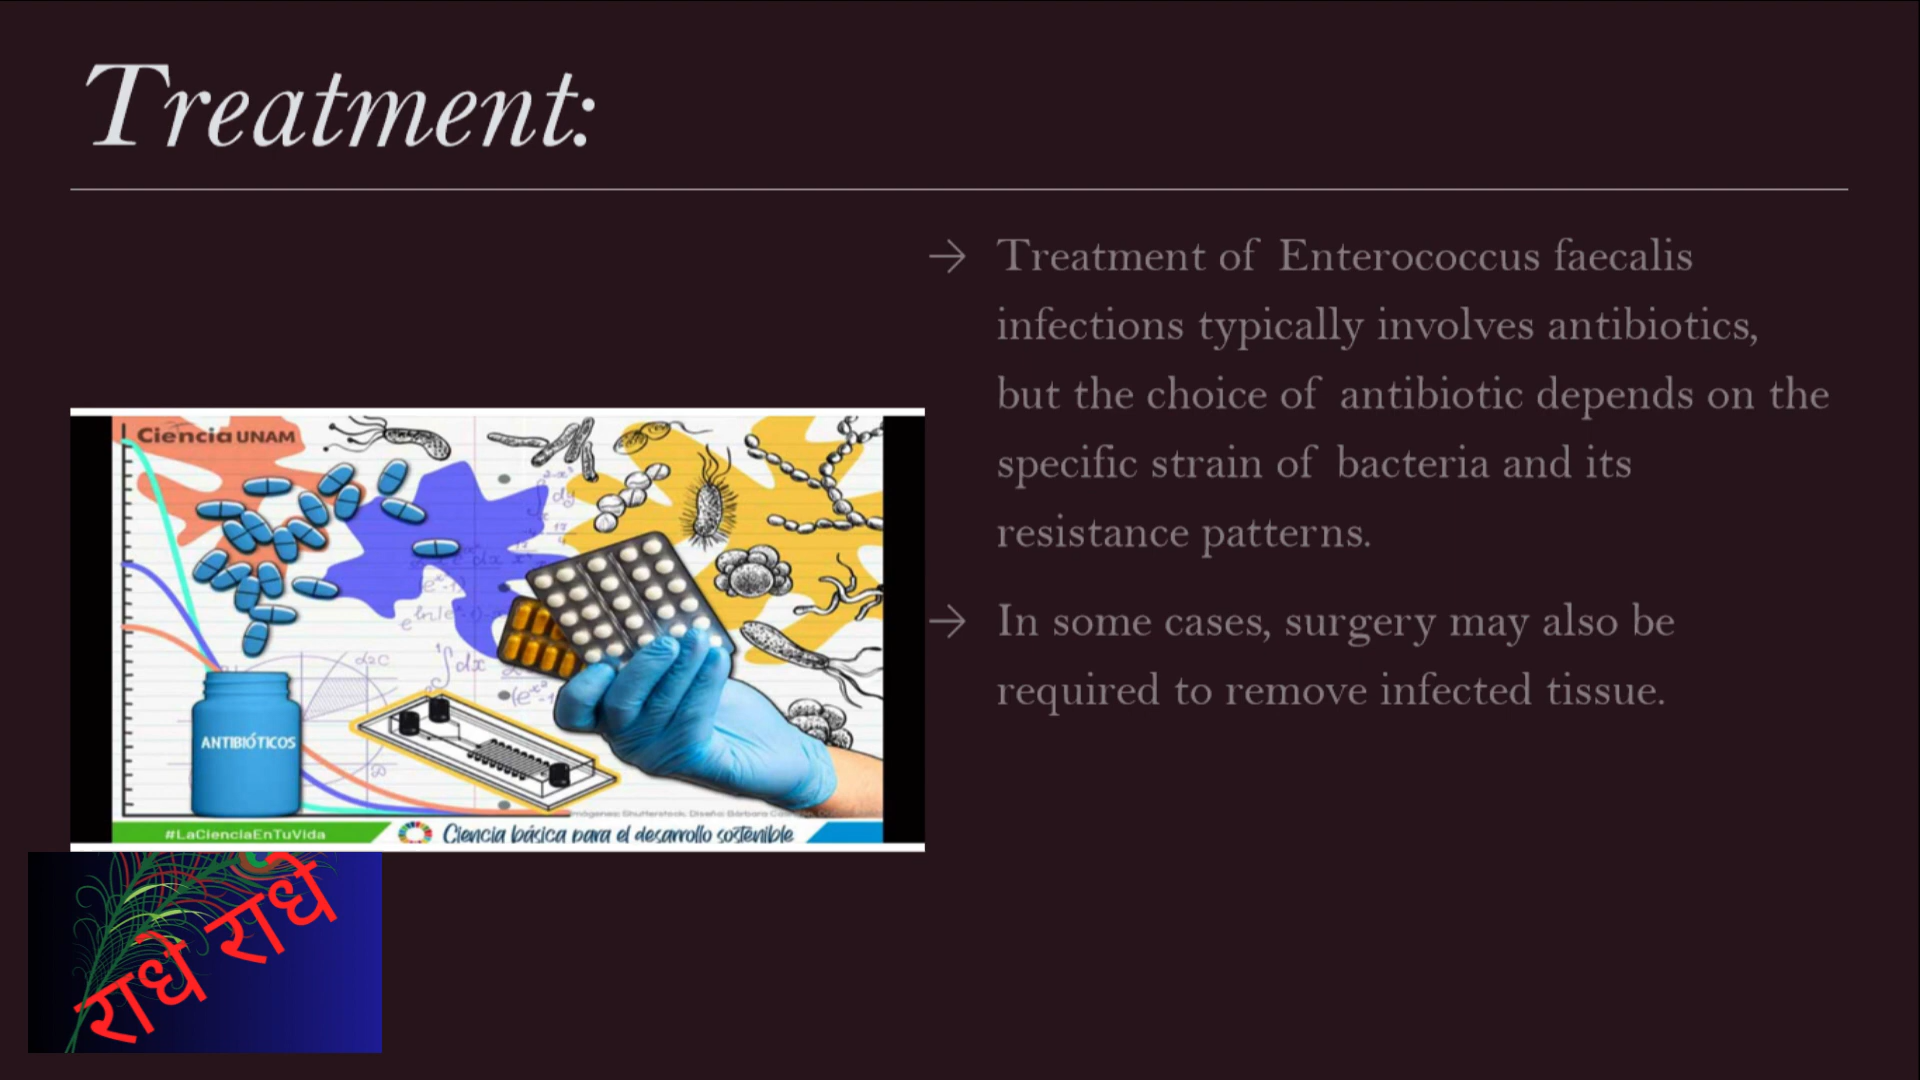 Treatment:
→ Treatment of Enterococcus faecalis
infections typically involves antibiotics,
but the choice of antibiotic depends on the
specific strain of bacteria and its
resistance patterns.
→ In some cases, surgery may also be
required to remove infected tissue.
Ciencia UNAM
ANTIBIÓTICOS
#LaCienciaEnTuVida
Ciencia básica para el desarrollo sostenible
राधे राधे